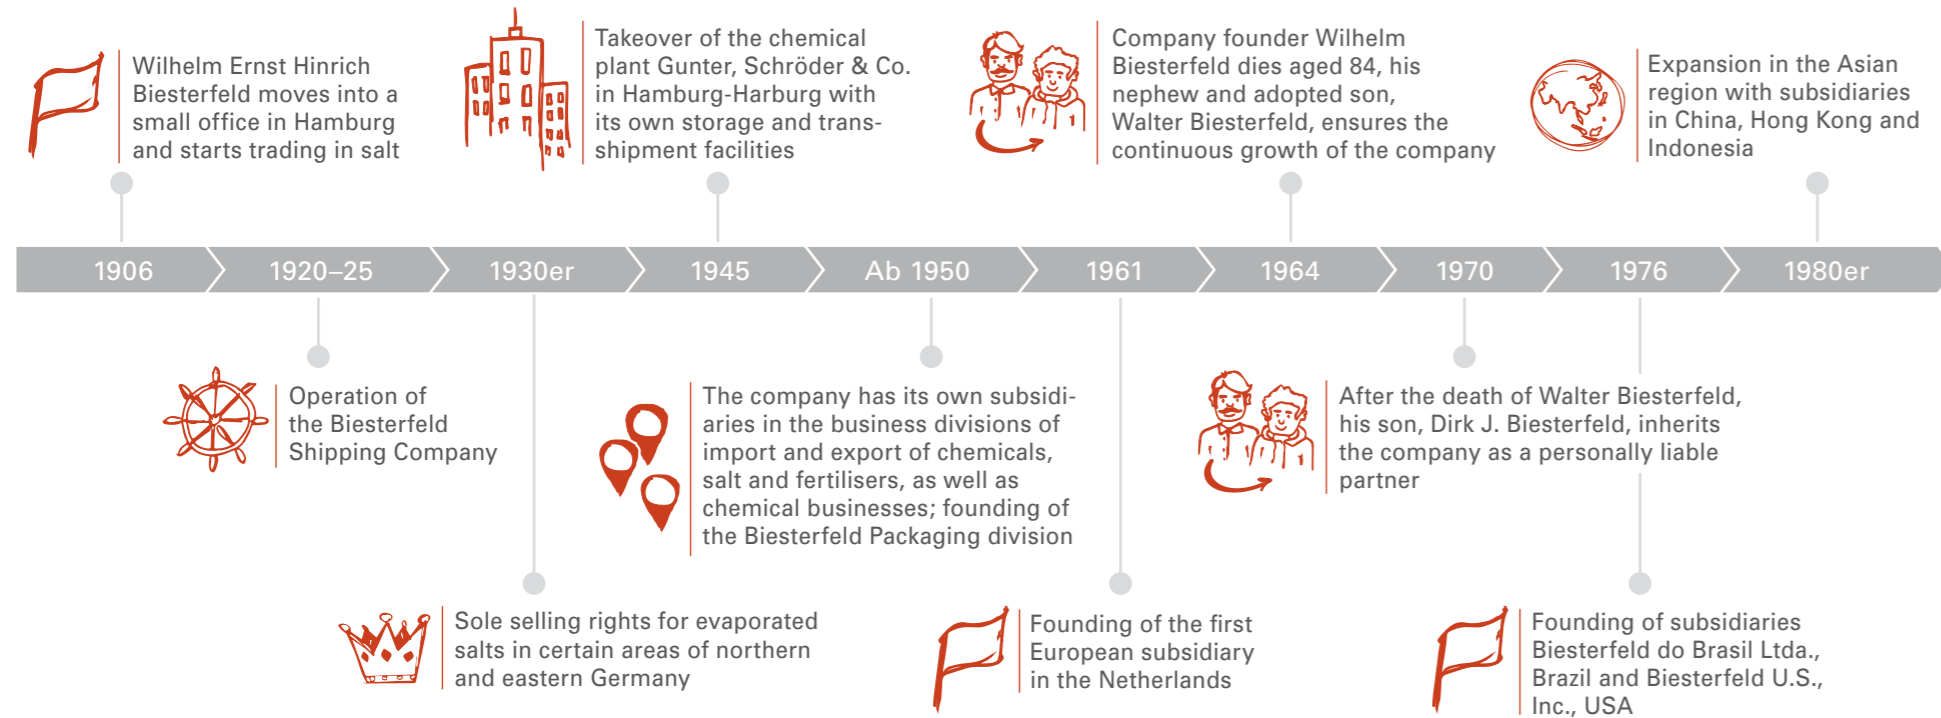 Wilhelm Ernst Hinrich
Biesterfeld moves into a
small office in Hamburg
and starts trading in salt
Takeover of the chemical
plant Gunter, Schröder & Co.
in Hamburg-Harburg with
its own storage and trans-
shipment facilities
Company founder Wilhelm
Biesterfeld dies aged 84, his
nephew and adopted son,
Walter Biesterfeld, ensures the
continuous growth of the company
Expansion in the Asian
region with subsidiaries
in China, Hong Kong and
Indonesia
1906
1920–25
1930er
1945
Ab 1950
1961
1964
1970
1976
1980er
Operation of
the Biesterfeld
Shipping Company
The company has its own subsidi-
aries in the business divisions of
import and export of chemicals,
salt and fertilisers, as well as
chemical businesses; founding of
the Biesterfeld Packaging division
After the death of Walter Biesterfeld,
his son, Dirk J. Biesterfeld, inherits
the company as a personally liable
partner
Sole selling rights for evaporated
salts in certain areas of northern
and eastern Germany
Founding of the first
European subsidiary
in the Netherlands
Founding of subsidiaries
Biesterfeld do Brasil Ltda.,
Brazil and Biesterfeld U.S.,
Inc., USA